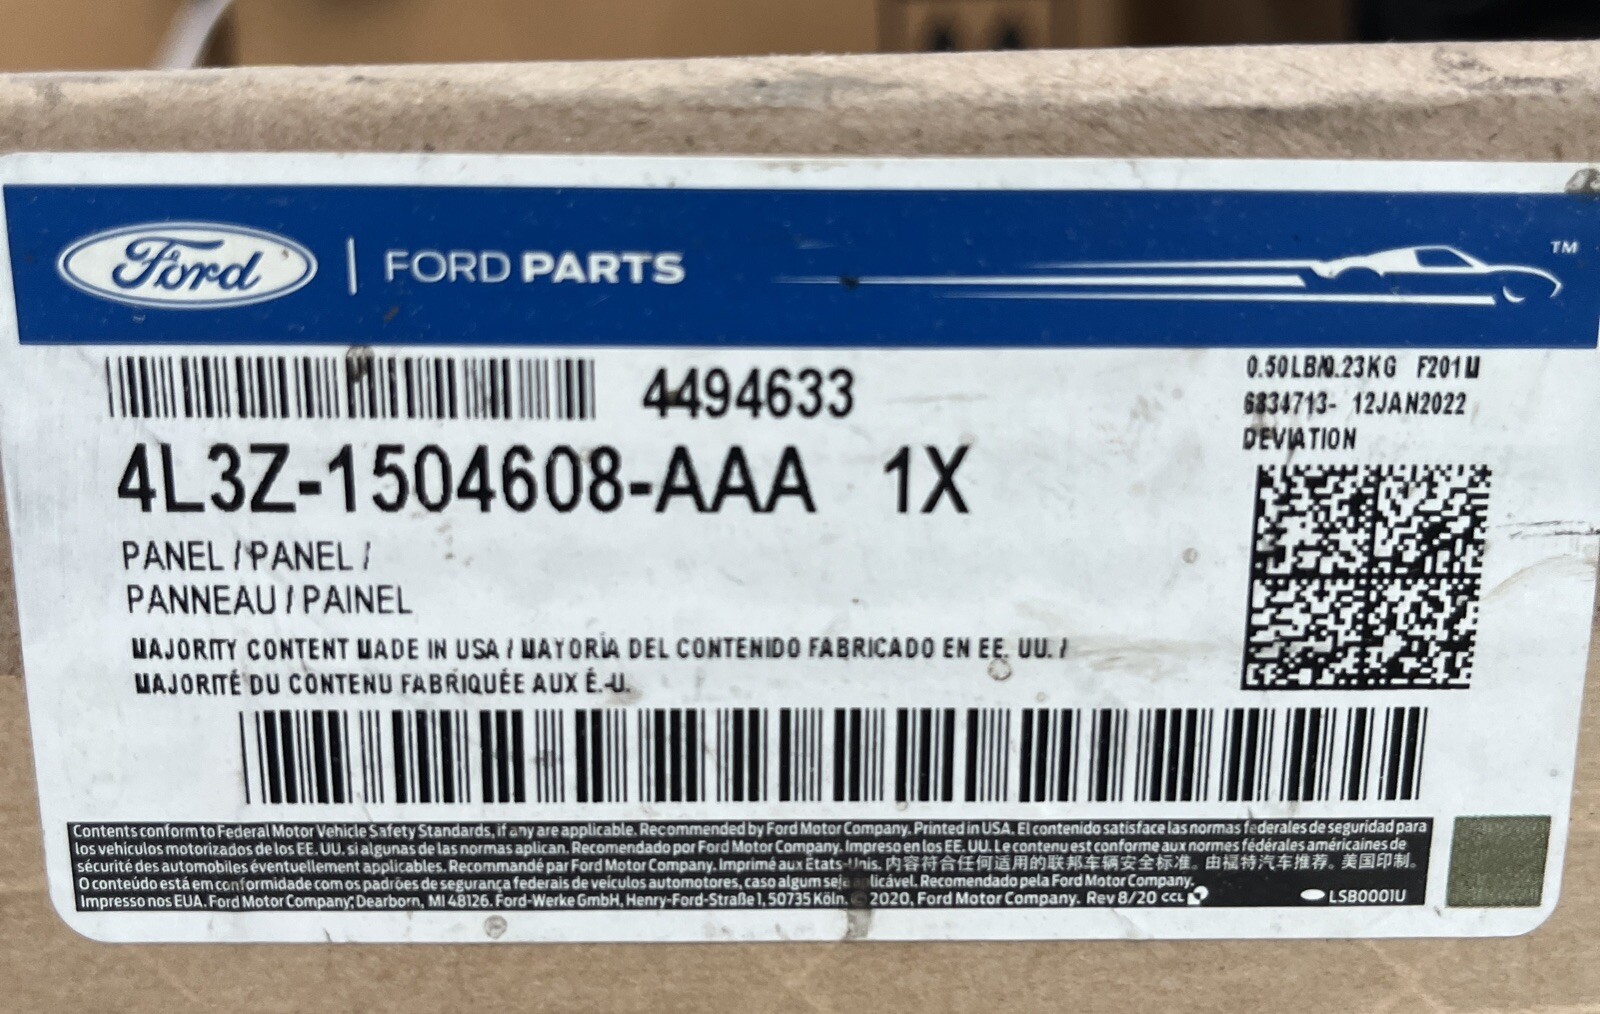 Ford | FORD PARTS
TM
4494633
0.50LB/0.23KG F201U
6834713- 12JAN2022
DEVIATION
4L3Z-1504608-AAA 1X
PANEL / PANEL /
PANNEAU / PAINEL
MAJORITY CONTENT MADE IN USA / MAYORÍA DEL CONTENIDO FABRICADO EN EE. UU. /
MAJORITÉ DU CONTENU FABRIQUÉE AUX É.-U.
Contents conform to Federal Motor Vehicle Safety Standards, if any are applicable. Recommended by Ford Motor Company. Printed in USA. El contenido satisface las normas federales de seguridad para
los vehículos motorizados de los EE. UU. si algunas de las normas aplican. Recomendado por Ford Motor Company. Impreso en los EE. UU. Le contenu est conforme aux normes fédérales américaines de
sécurité des automobiles éventuellement applicables. Recommandé par Ford Motor Company. Imprimé aux États-Unis. 内容符合任何适用的联邦车辆安全标准。由福特汽车推荐。美国印制。
O conteúdo está em conformidade com os padrões de segurança federais de veículos automotores, caso algum seja aplicável. Recomendado pela Ford Motor Company.
Impresso nos EUA. Ford Motor Company, Dearborn, MI 48126. Ford-Werke GmbH, Henry-Ford-Straße 1, 50735 Köln. © 2020, Ford Motor Company. Rev 8/20 CCL
LSB0001U